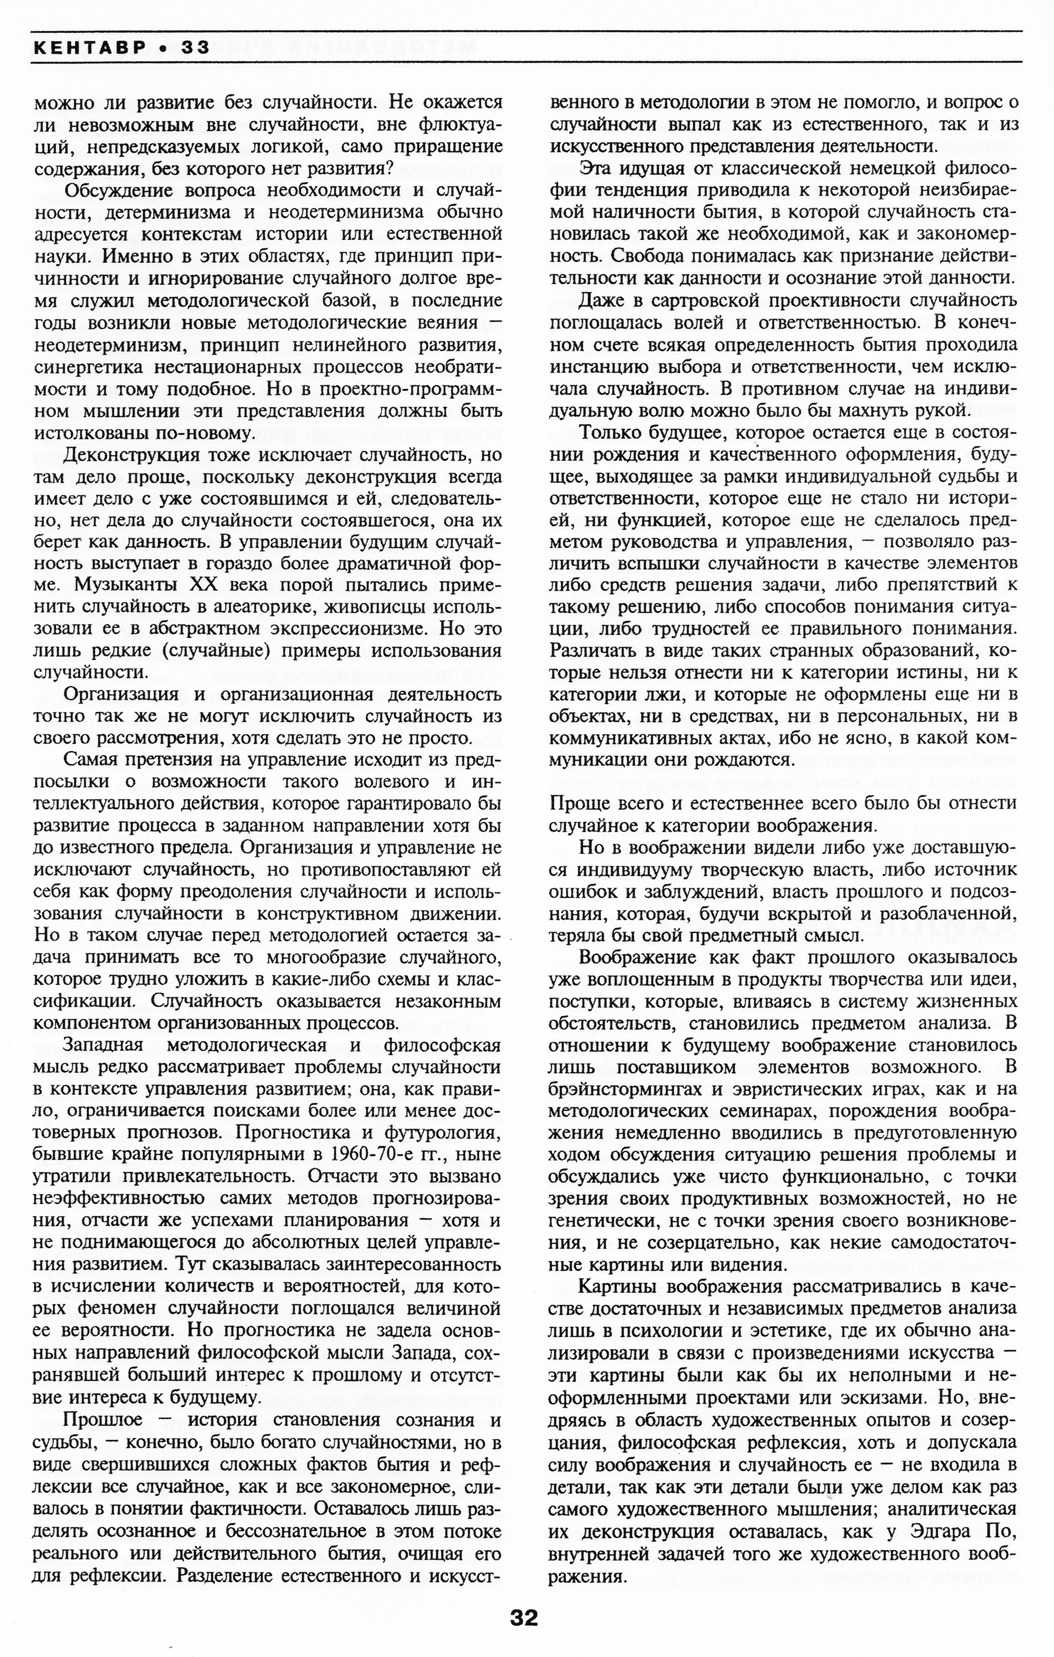 КЕНТАВР • 33
можно ли развитие без случайности. Не окажется
ли невозможным вне случайности, вне флюктуа-
ций, непредсказуемых логикой, само приращение
содержания, без которого нет развития?
Обсуждение вопроса необходимости и случай-
ности, детерминизма и неодетерминизма обычно
адресуется контекстам истории или естественной
науки. Именно в этих областях, где принцип при-
чинности и игнорирование случайного долгое вре-
мя служил методологической базой, в последние
годы возникли новые методологические веяния —
неодетерминизм, принцип нелинейного развития,
синергетика нестационарных процессов необрати-
мости и тому подобное. Но в проектно-программ-
ном мышлении эти представления должны быть
истолкованы по-новому.
Деконструкция тоже исключает случайность, но
там дело проще, поскольку деконструкция всегда
имеет дело с уже состоявшимся и ей, следователь-
но, нет дела до случайности состоявшегося, она их
берет как данность. В управлении будущим случай-
ность выступает в гораздо более драматичной фор-
ме. Музыканты XX века порой пытались приме-
нить случайность в алеаторике, живописцы исполь-
зовали ее в абстрактном экспрессионизме. Но это
лишь редкие (случайные) примеры использования
случайности.
Организация и организационная деятельность
точно так же не могут исключить случайность из
своего рассмотрения, хотя сделать это не просто.
Самая претензия на управление исходит из пред-
посылки о возможности такого волевого и ин-
теллектуального действия, которое гарантировало бы
развитие процесса в заданном направлении хотя бы
до известного предела. Организация и управление не
исключают случайность, но противопоставляют ей
себя как форму преодоления случайности и исполь-
зования случайности в конструктивном движении.
Но в таком случае перед методологией остается за-
дача принимать все то многообразие случайного,
которое трудно уложить в какие-либо схемы и клас-
сификации. Случайность оказывается незаконным
компонентом организованных процессов.
Западная методологическая и философская
мысль редко рассматривает проблемы случайности
в контексте управления развитием; она, как прави-
ло, ограничивается поисками более или менее дос-
товерных прогнозов. Прогностика и футурология,
бывшие крайне популярными в 1960-70-е гг., ныне
утратили привлекательность. Отчасти это вызвано
неэффективностью самих методов прогнозирова-
ния, отчасти же успехами планирования — хотя и
не поднимающегося до абсолютных целей управле-
ния развитием. Тут сказывалась заинтересованность
в исчислении количеств и вероятностей, для кото-
рых феномен случайности поглощался величиной
ее вероятности. Но прогностика не задела основ-
ных направлений философской мысли Запада, сох-
ранявшей больший интерес к прошлому и отсутст-
вие интереса к будущему.
Прошлое — история становления сознания и
судьбы, — конечно, было богато случайностями, но в
виде свершившихся сложных фактов бытия и реф-
лексии все случайное, как и все закономерное, сли-
валось в понятии фактичности. Оставалось лишь раз-
делять осознанное и бессознательное в этом потоке
реального или действительного бытия, очищая его
для рефлексии. Разделение естественного и искусст-
венного в методологии в этом не помогло, и вопрос о
случайности выпал как из естественного, так и из
искусственного представления деятельности.
Эта идущая от классической немецкой филосо-
фии тенденция приводила к некоторой неизбирае-
мой наличности бытия, в которой случайность ста-
новилась такой же необходимой, как и закономер-
ность. Свобода понималась как признание действи-
тельности как данности и осознание этой данности.
Даже в сартровской проективности случайность
поглощалась волей и ответственностью. В конеч-
ном счете всякая определенность бытия проходила
инстанцию выбора и ответственности, чем исклю-
чала случайность. В противном случае на индиви-
дуальную волю можно было бы махнуть рукой.
Только будущее, которое остается еще в состоя-
нии рождения и качественного оформления, буду-
щее, выходящее за рамки индивидуальной судьбы и
ответственности, которое еще не стало ни истори-
ей, ни функцией, которое еще не сделалось пред-
метом руководства и управления, — позволяло раз-
личить вспышки случайности в качестве элементов
либо средств решения задачи, либо препятствий к
такому решению, либо способов понимания ситуа-
ции, либо трудностей ее правильного понимания.
Различать в виде таких странных образований, ко-
торые нельзя отнести ни к категории истины, ни к
категории лжи, и которые не оформлены еще ни в
объектах, ни в средствах, ни в персональных, ни в
коммуникативных актах, ибо не ясно, в какой ком-
муникации они рождаются.
Проще всего и естественнее всего было бы отнести
случайное к категории воображения.
Но в воображении видели либо уже доставшую-
ся индивидууму творческую власть, либо источник
ошибок и заблуждений, власть прошлого и подсоз-
нания, которая, будучи вскрытой и разоблаченной,
теряла бы свой предметный смысл.
Воображение как факт прошлого оказывалось
уже воплощенным в продукты творчества или идеи,
поступки, которые, вливаясь в систему жизненных
обстоятельств, становились предметом анализа. В
отношении к будущему воображение становилось
лишь поставщиком элементов возможного. В
брэйнстормингах и эвристических играх, как и на
методологических семинарах, порождения вообра-
жения немедленно вводились в предуготовленную
ходом обсуждения ситуацию решения проблемы и
обсуждались уже чисто функционально, с точки
зрения своих продуктивных возможностей, но не
генетически, не с точки зрения своего возникнове-
ния, и не созерцательно, как некие самодостаточ-
ные картины или видения.
Картины воображения рассматривались в каче-
стве достаточных и независимых предметов анализа
лишь в психологии и эстетике, где их обычно ана-
лизировали в связи с произведениями искусства —
эти картины были как бы их неполными и не-
оформленными проектами или эскизами. Но, вне-
дряясь в область художественных опытов и созер-
цания, философская рефлексия, хоть и допускала
силу воображения и случайность ее — не входила в
детали, так как эти детали были уже делом как раз
самого художественного мышления; аналитическая
их деконструкция оставалась, как у Эдгара По,
внутренней задачей того же художественного вооб-
ражения.
32